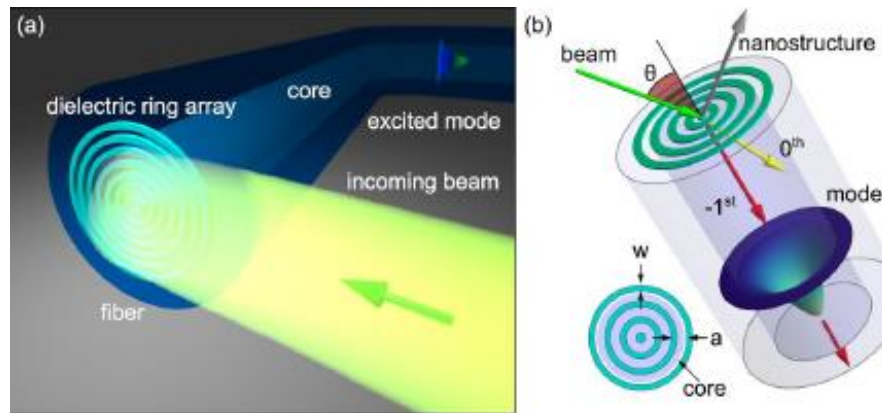 (a)
core
dielectric ring array
excited mode
incoming beam
fiber
(b)
beam
θ
nanostructure
0th
-1st
mode
w
a
core